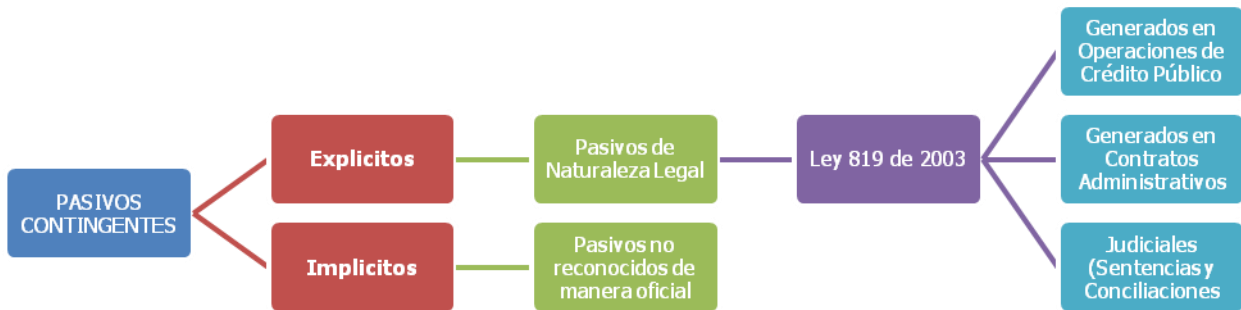 PASIVOS
CONTINGENTES
Explicitos
Implicitos
Pasivos de
Naturaleza Legal
Pasivos no
reconocidos de
manera oficial
Ley 819 de 2003
Generados en
Operaciones de
Crédito Público
Generados en
Contratos
Administrativos
Judiciales
(Sentencias y
Conciliaciones